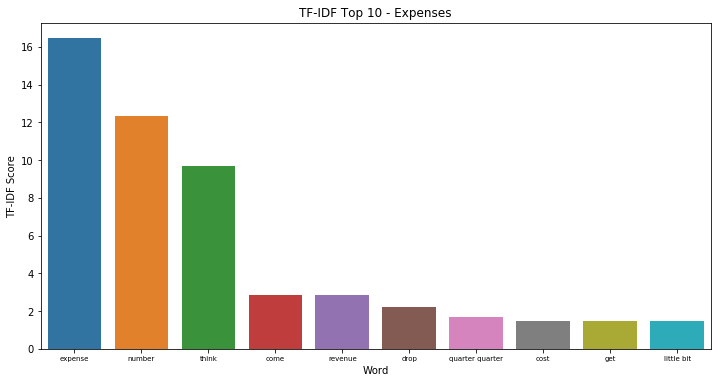 TF-IDF Top 10 - Expenses
TF-IDF Score
16
14
12
10
8
6
4
2
0
expense number think come revenue drop quarter quarter cost get little bit
Word